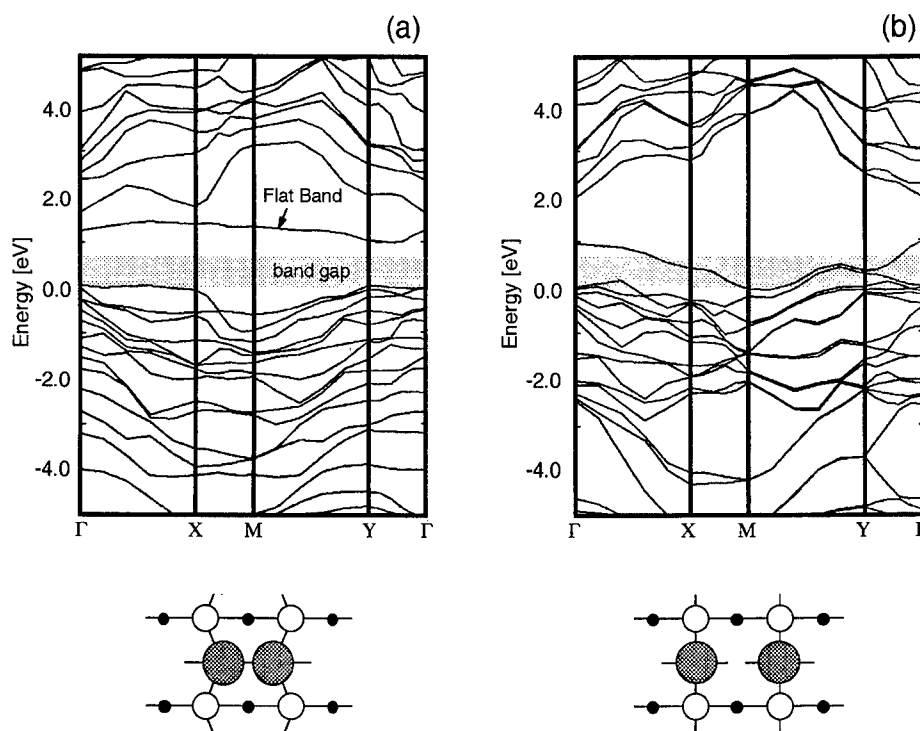 (a)
4.0
2.0
0.0
-2.0
-4.0
Energy [eV]
Flat Band
band gap
Γ X M Y Γ
(b)
4.0
2.0
0.0
-2.0
-4.0
Energy [eV]
Γ X M Y